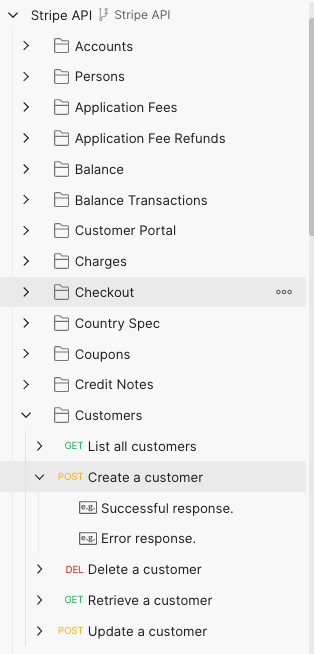 Stripe API Stripe API
Accounts
Persons
Application Fees
Application Fee Refunds
Balance
Balance Transactions
Customer Portal
Charges
Checkout
Country Spec
Coupons
Credit Notes
Customers
GET List all customers
POST Create a customer
e.g. Successful response.
e.g. Error response.
DEL Delete a customer
GET Retrieve a customer
POST Update a customer